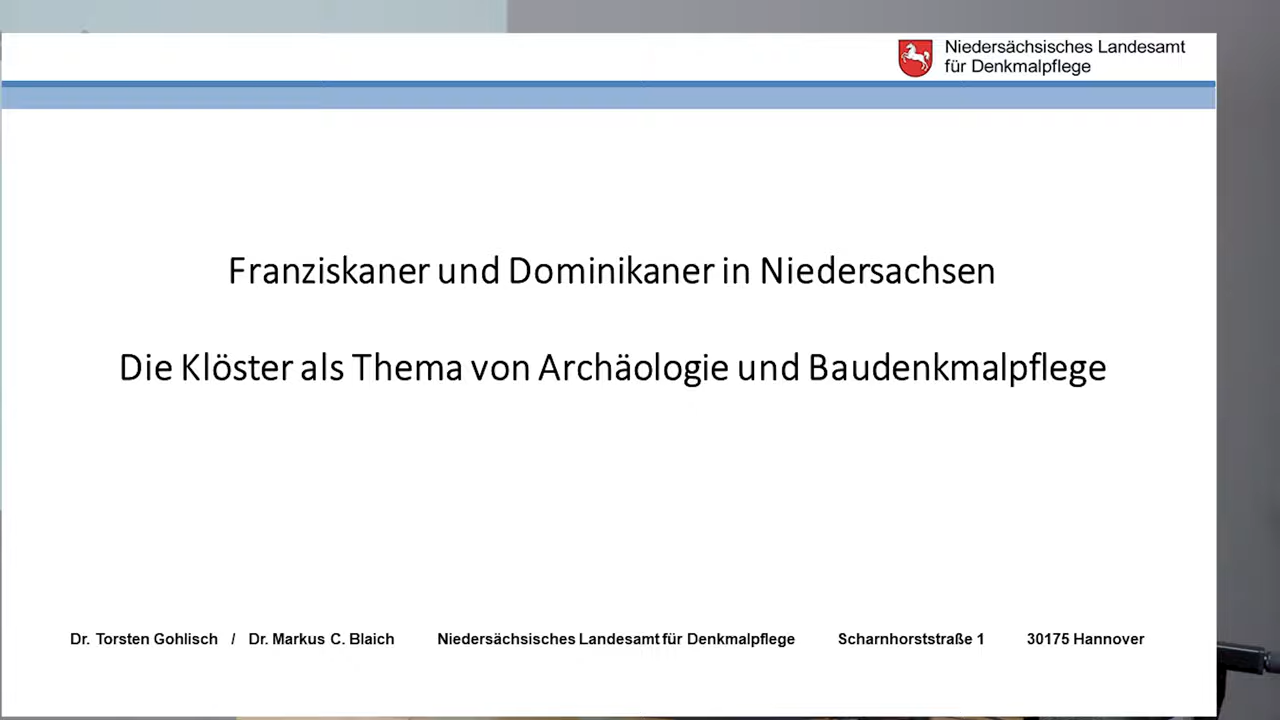 Niedersächsisches Landesamt
für Denkmalpflege
Franziskaner und Dominikaner in Niedersachsen
Die Klöster als Thema von Archäologie und Baudenkmalpflege
Dr. Torsten Gohlisch / Dr. Markus C. Blaich Niedersächsisches Landesamt für Denkmalpflege Scharnhorststraße 1 30175 Hannover